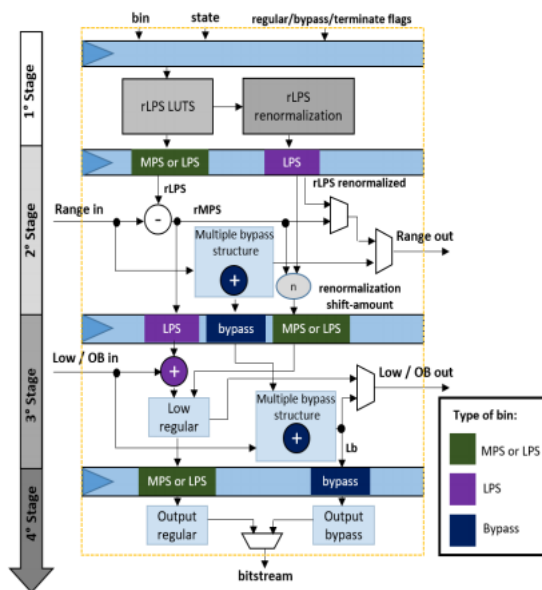 bin
state
regular/bypass/terminate flags
1° Stage
rLPS LUTS
rLPS
renormalization
MPS or LPS
LPS
rLPS
rLPS renormalized
2° Stage
Range in
-
rMPS
Multiple bypass
structure
+
Range out
n
renormalization
shift-amount
LPS
bypass
MPS or LPS
3° Stage
Low / OB in
+
Low
regular
Multiple bypass
structure
+
Low / OB out
Lb
Type of bin:
MPS or LPS
LPS
Bypass
4° Stage
MPS or LPS
bypass
Output
regular
Output
bypass
bitstream